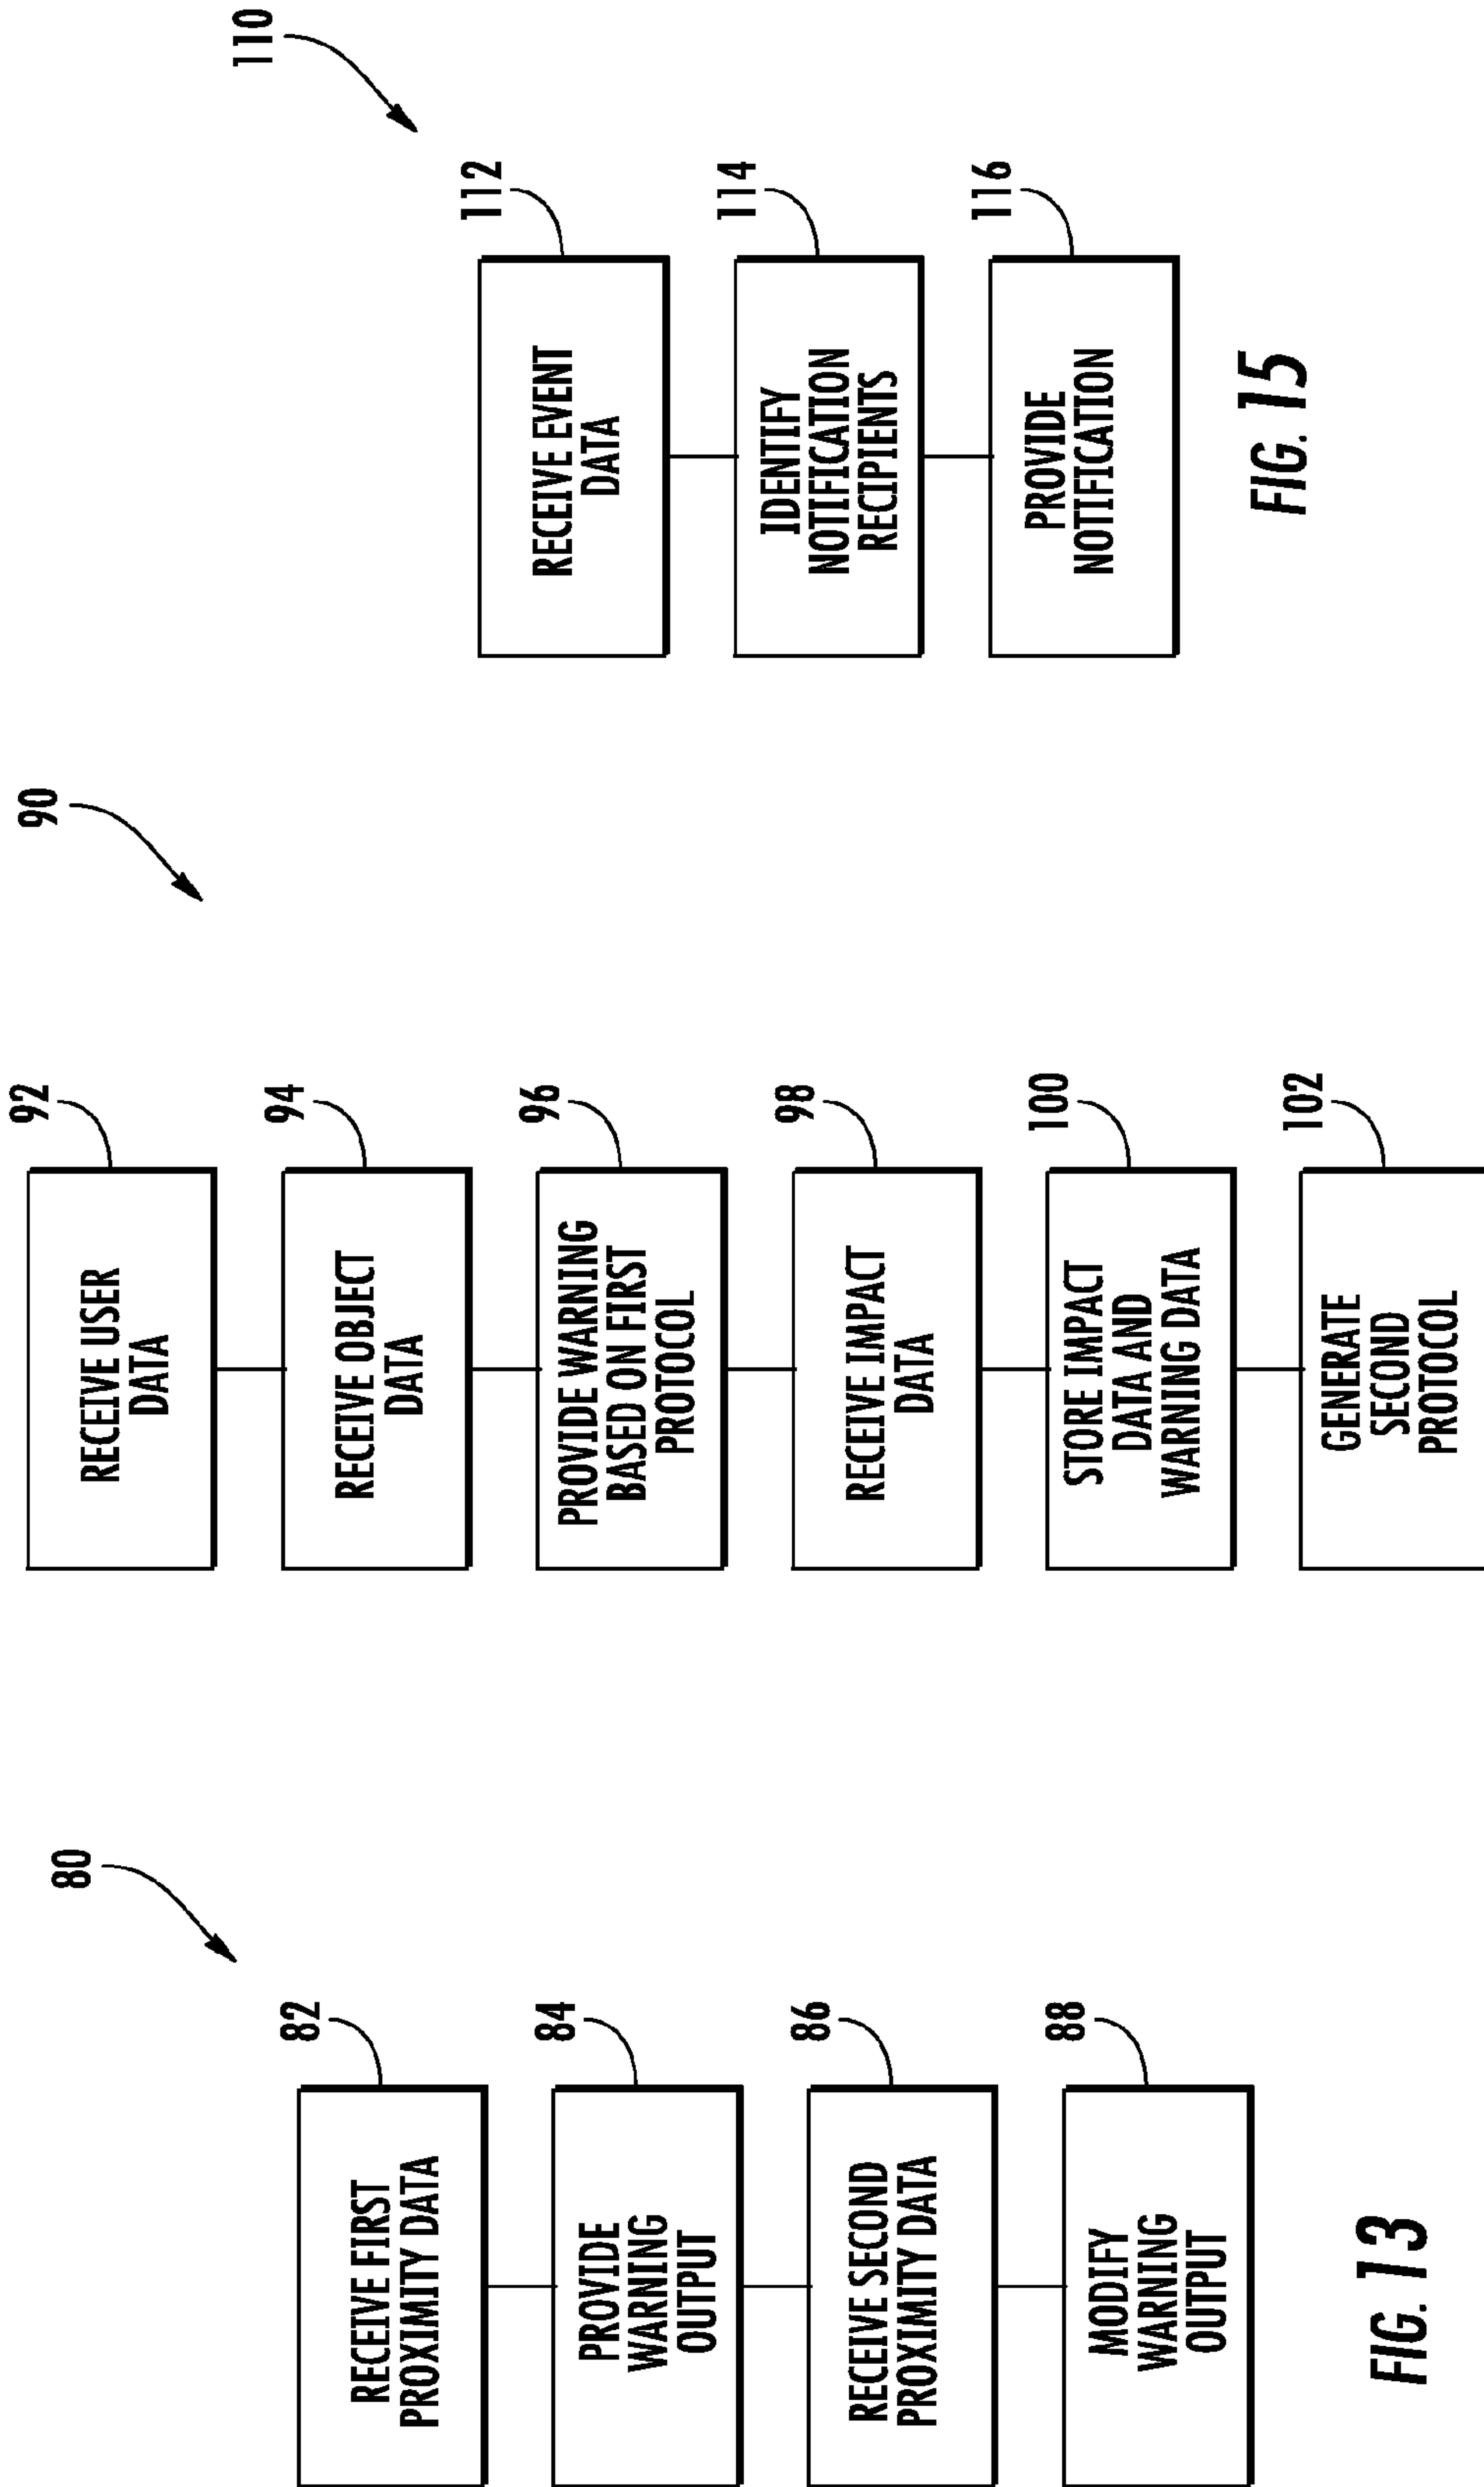 80
82
RECEIVE FIRST
PROXIMITY DATA
84
PROVIDE
WARNING
OUTPUT
86
RECEIVE SECOND
PROXIMITY DATA
88
MODIFY
WARNING
OUTPUT
FIG. 13
90
92
RECEIVE USER
DATA
94
RECEIVE OBJECT
DATA
96
PROVIDE WARNING
BASED ON FIRST
PROTOCOL
98
RECEIVE IMPACT
DATA
100
STORE IMPACT
DATA AND
WARNING DATA
102
GENERATE
SECOND
PROTOCOL
110
112
RECEIVE EVENT
DATA
114
IDENTIFY
NOTIFICATION
RECIPIENTS
116
PROVIDE
NOTIFICATION
FIG. 15